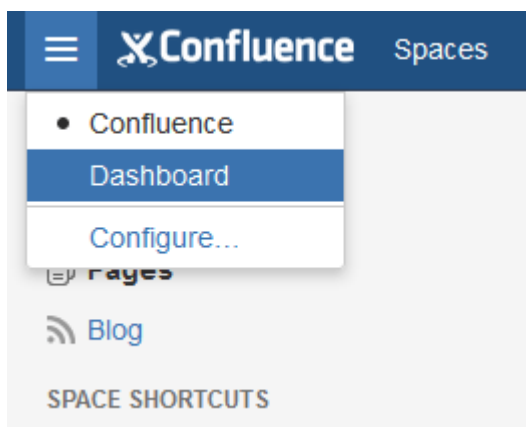 Confluence Spaces
Confluence
Dashboard
Configure...
Pages
Blog
SPACE SHORTCUTS